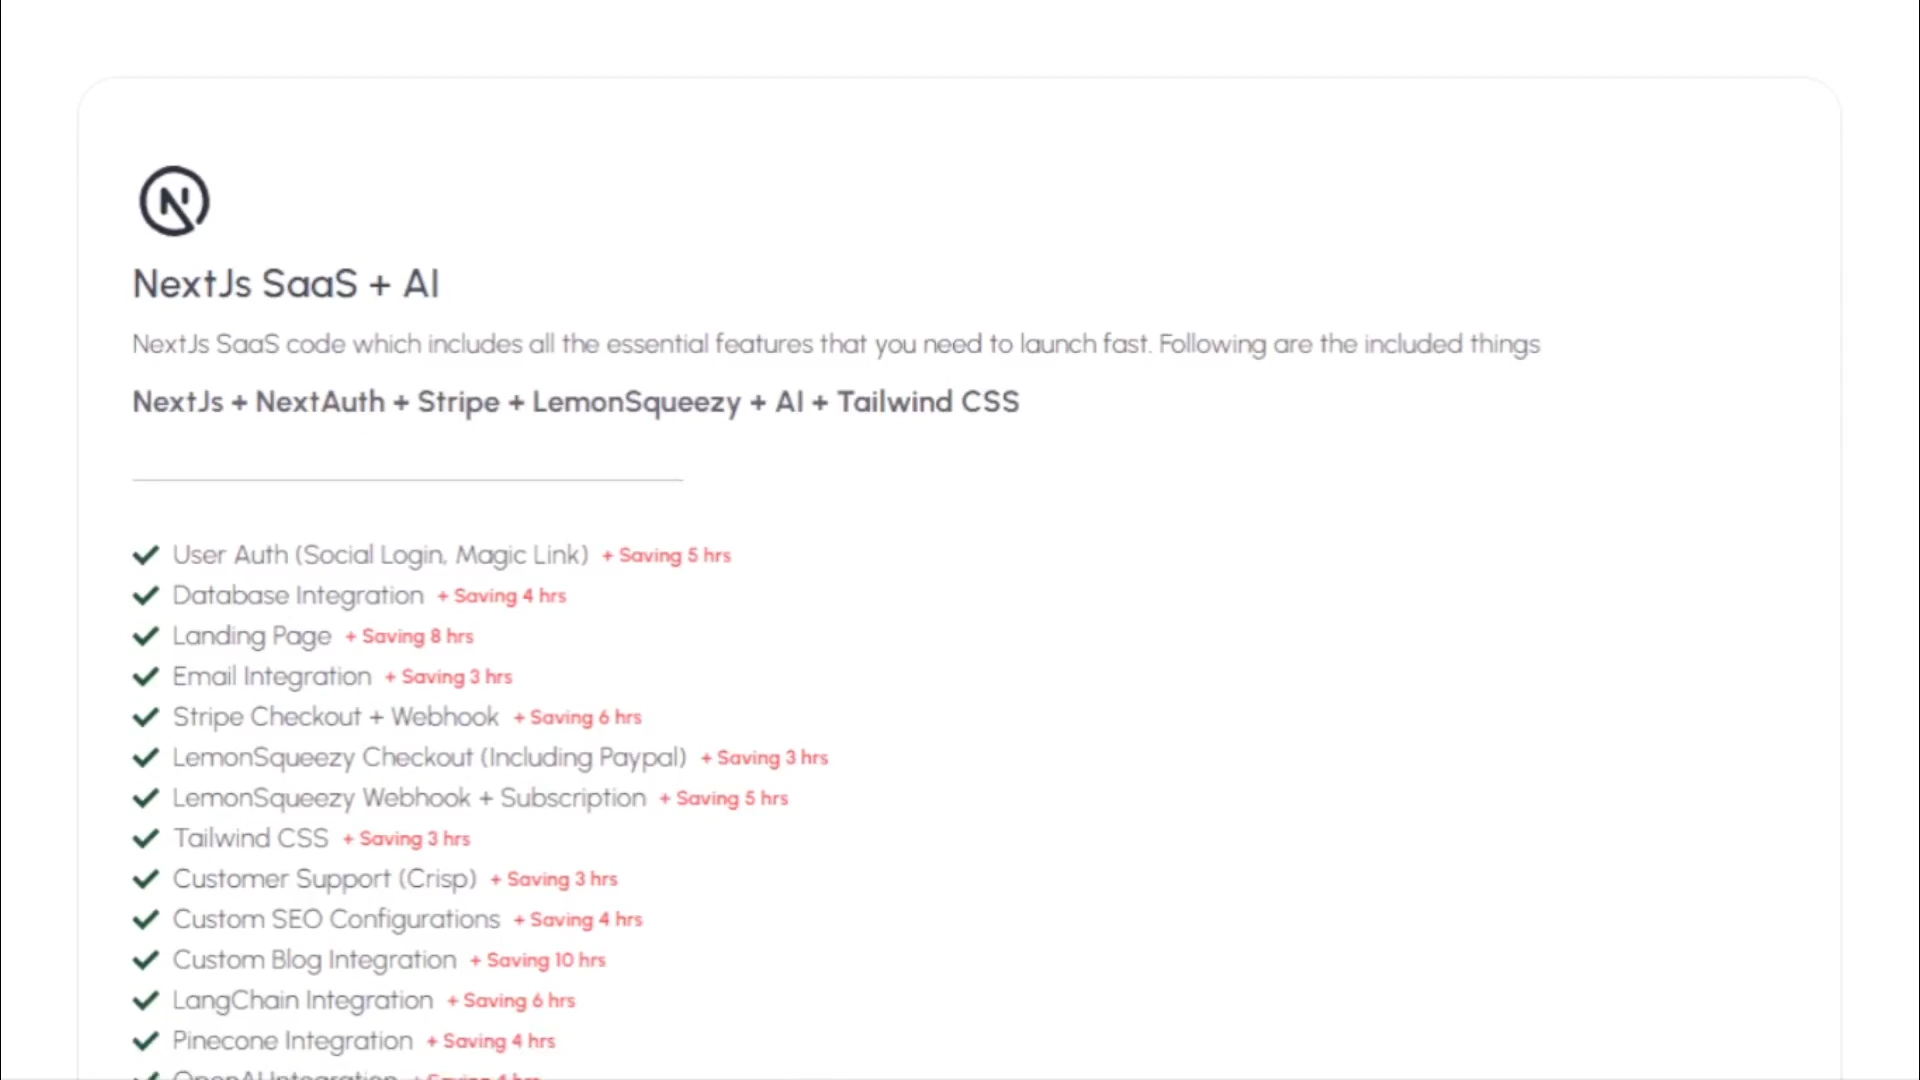 NextJs SaaS + AI
NextJs SaaS code which includes all the essential features that you need to launch fast. Following are the included things
NextJs + NextAuth + Stripe + LemonSqueezy + AI + Tailwind CSS
User Auth (Social Login, Magic Link) + Saving 5 hrs
Database Integration + Saving 4 hrs
Landing Page + Saving 8 hrs
Email Integration + Saving 3 hrs
Stripe Checkout + Webhook + Saving 6 hrs
LemonSqueezy Checkout (Including Paypal) + Saving 3 hrs
LemonSqueezy Webhook + Subscription + Saving 5 hrs
Tailwind CSS + Saving 3 hrs
Customer Support (Crisp) + Saving 3 hrs
Custom SEO Configurations + Saving 4 hrs
Custom Blog Integration + Saving 10 hrs
LangChain Integration + Saving 6 hrs
Pinecone Integration + Saving 4 hrs
OpenAI Integration + Saving 4 hrs